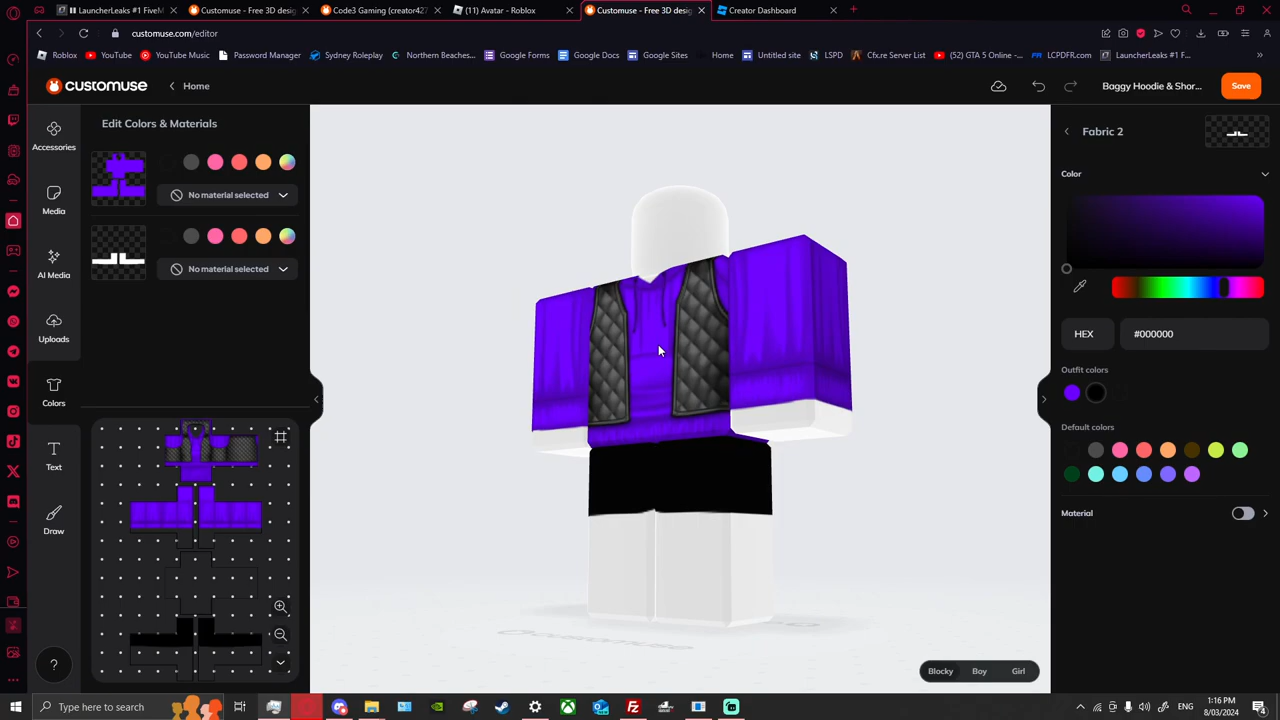 LauncherLeaks #1 FiveM
Customuse - Free 3D desig
Code3 Gaming (creator427
(11) Avatar - Roblox
Customuse - Free 3D desig
Creator Dashboard
customuse.com/editor
Roblox
YouTube
YouTube Music
Password Manager
Sydney Roleplay
Northern Beaches...
Google Forms
Google Docs
Google Sites
Home
Untitled site
LSPD
Cfx.re Server List
(52) GTA 5 Online -...
LCPDFR.com
LauncherLeaks #1 F...
customuse
Home
Baggy Hoodie & Shor...
Save
Accessories
Media
AI Media
Uploads
Colors
Text
Draw
?
Edit Colors & Materials
No material selected
No material selected
Customuse
Blocky
Boy
Girl
Fabric 2
Color
HEX
#000000
Outfit colors
Default colors
Material
Type here to search
ENG
1:16 PM
8/03/2024